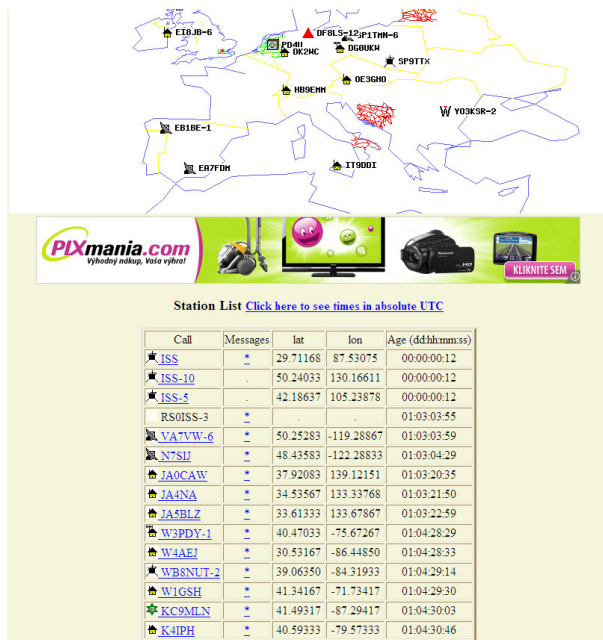 EI8JB-6
DF8LS-12
SP1TMN-6
PD4H
DK2WC
DG0UKW
SP9TTX
OE3GHO
HB9EMM
YO3KSR-2
EB1BE-1
EA7FDM
IT9DDI
PIXmania.com
Výhodný nákup, Vaša výhra!
KLIKNITE SEM
Station List Click here to see times in absolute UTC
Call Messages lat lon Age (dd:hh:mm:ss)
ISS * 29.71168 87.53075 00:00:00:12
ISS-10 . 50.24033 130.16611 00:00:00:12
ISS-5 . 42.18637 105.23878 00:00:00:12
RS0ISS-3 * . . 01:03:03:55
VA7VW-6 * 50.25283 -119.28867 01:03:03:59
N7SIJ * 48.43583 -122.28833 01:03:04:29
JA0CAW * 37.92083 139.12151 01:03:20:35
JA4NA * 34.53567 133.33768 01:03:21:50
JA5BLZ * 33.61333 133.67867 01:03:22:59
W3PDY-1 * 40.47033 -75.67267 01:04:28:29
W4AEJ * 30.53167 -86.44850 01:04:28:33
WB8NUT-2 * 39.06350 -84.31933 01:04:29:14
W1GSH * 41.34167 -71.73417 01:04:29:30
KC9MLN * 41.49317 -87.29417 01:04:30:03
K4IPH * 40.59333 -79.57333 01:04:30:46